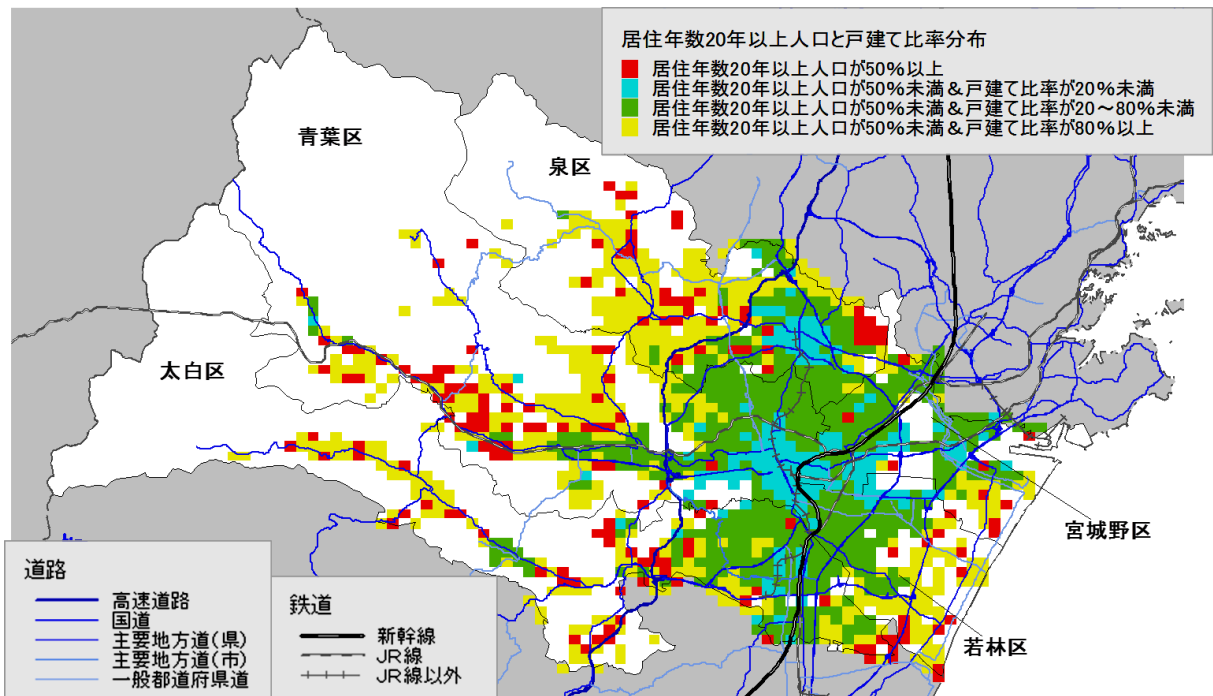 居住年数20年以上人口と戸建て比率分布
居住年数20年以上人口が50%以上
居住年数20年以上人口が50%未満&戸建て比率が20%未満
居住年数20年以上人口が50%未満&戸建て比率が20~80%未満
居住年数20年以上人口が50%未満&戸建て比率が80%以上
青葉区
泉区
太白区
宮城野区
若林区
道路
高速道路
国道
主要地方道(県)
主要地方道(市)
一般都道府県道
鉄道
新幹線
JR線
JR線以外